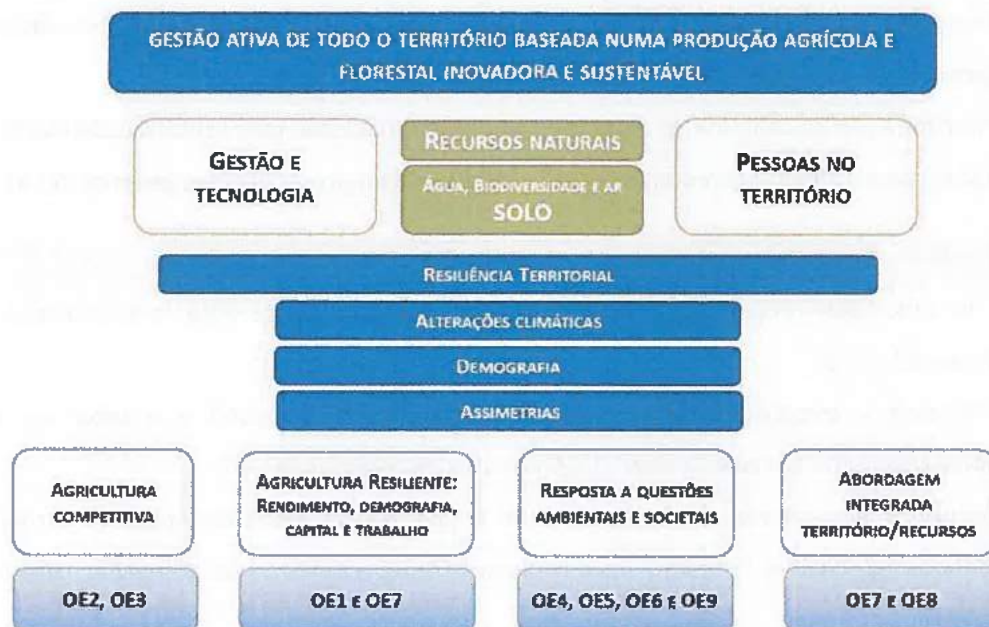 GESTÃO ATIVA DE TODO O TERRITÓRIO BASEADA NUMA PRODUÇÃO AGRÍCOLA E
FLORESTAL INOVADORA E SUSTENTÁVEL
GESTÃO E
TECNOLOGIA
RECURSOS NATURAIS
ÁGUA, BIODIVERSIDADE E AR
SOLO
PESSOAS NO
TERRITÓRIO
RESILIÊNCIA TERRITORIAL
ALTERAÇÕES CLIMÁTICAS
DEMOGRAFIA
ASSIMETRIAS
AGRICULTURA
COMPETITIVA
AGRICULTURA RESILIENTE:
RENDIMENTO, DEMOGRAFIA,
CAPITAL E TRABALHO
RESPOSTA A QUESTÕES
AMBIENTAIS E SOCIETAIS
ABORDAGEM
INTEGRADA
TERRITÓRIO/RECURSOS
OE2, OE3
OE1 E OE7
OE4, OE5, OE6 E OE9
OE7 E OE8